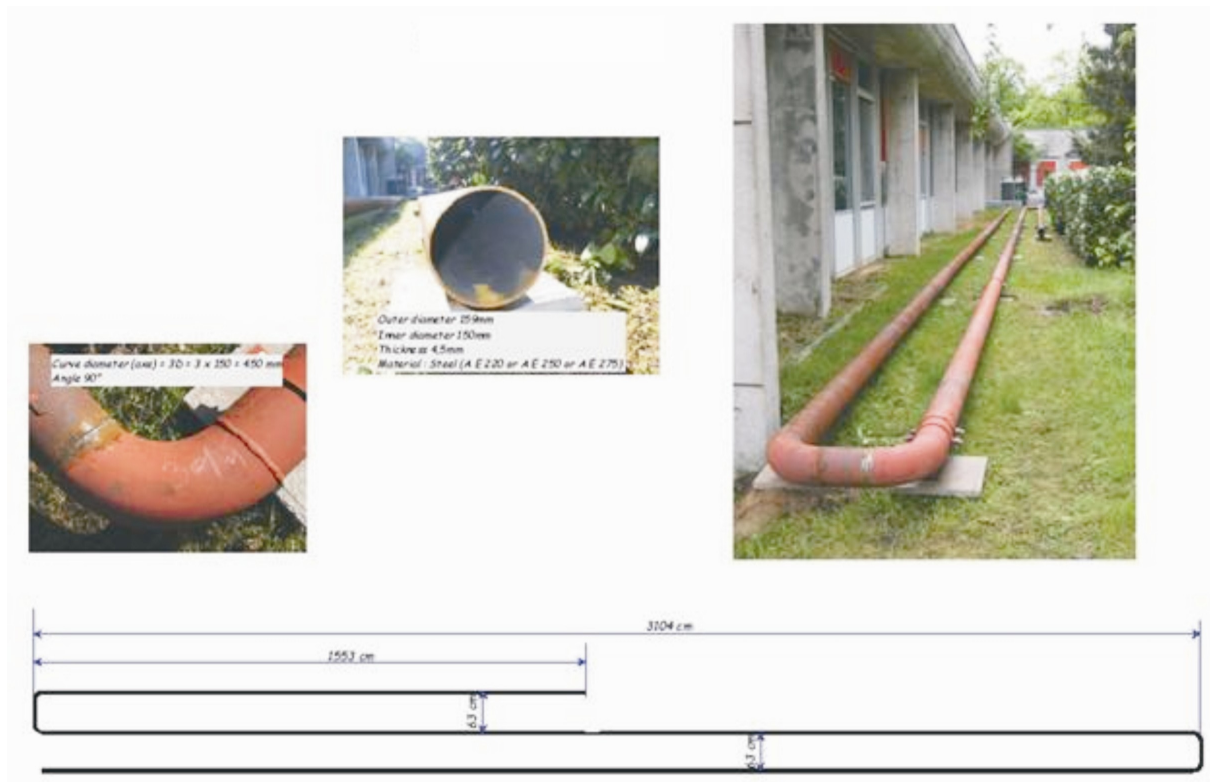 Outer diameter 159mm
Inner diameter 150mm
Thickness 4,5mm
Material : Steel (A E 220 or A E 250 or A E 275)
Curve diameter (axe) = 3D = 3 x 150 = 450 mm
Angle 90°
3104 cm
1553 cm
63 cm
63 cm